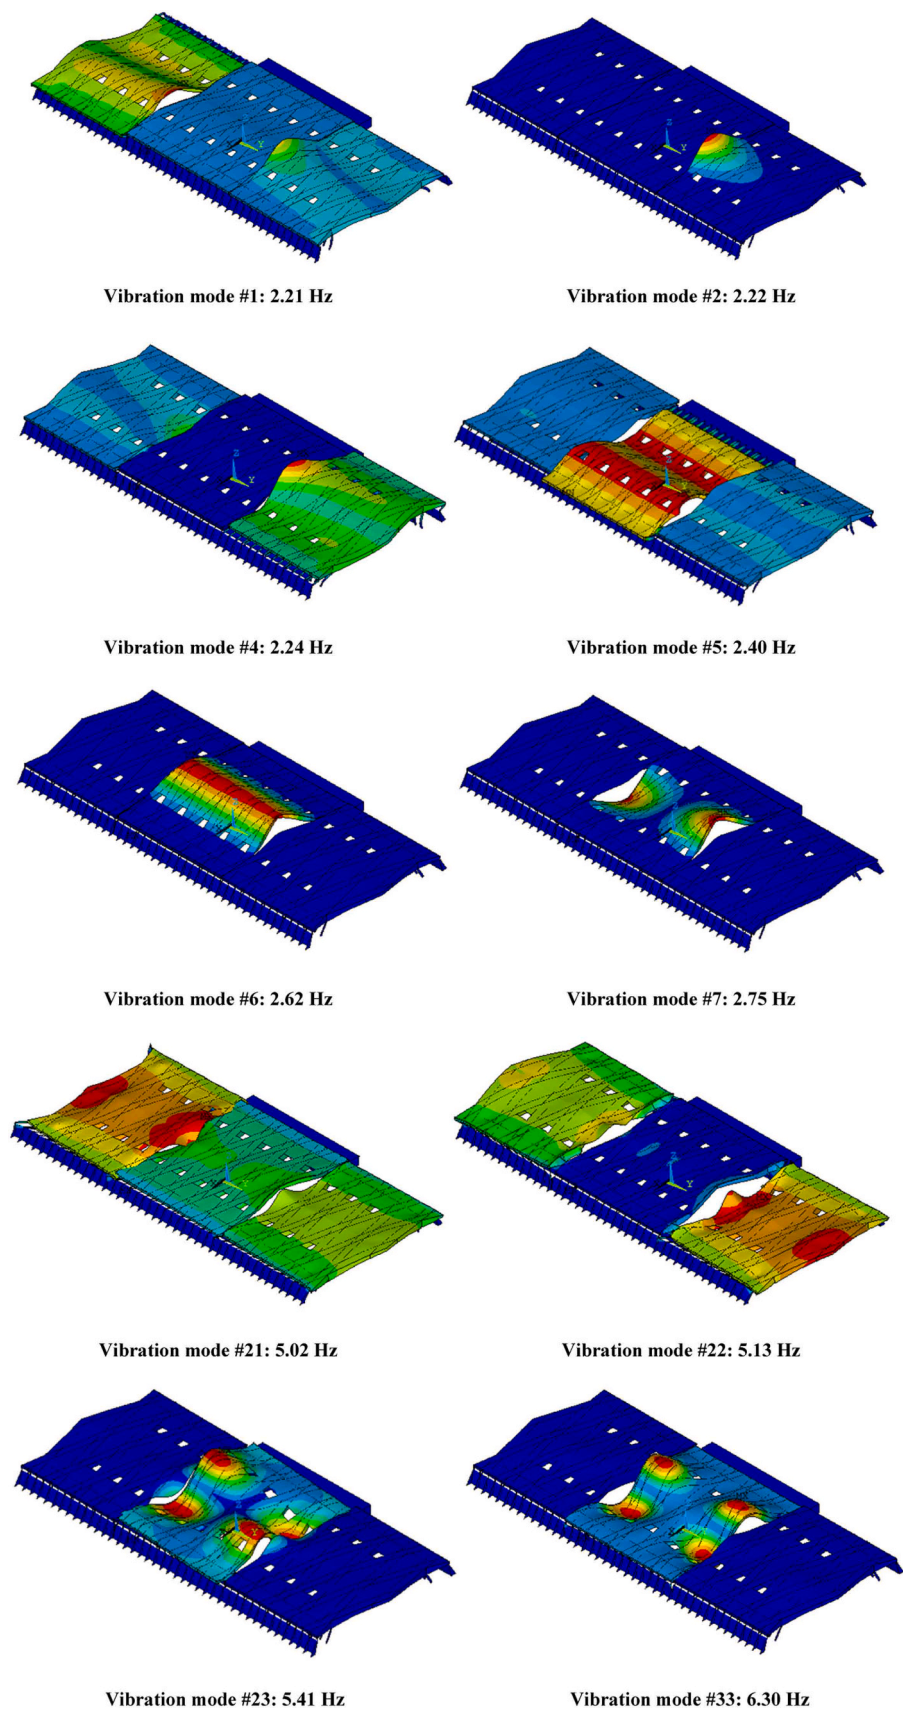 Vibration mode #1: 2.21 Hz
Vibration mode #2: 2.22 Hz
Vibration mode #4: 2.24 Hz
Vibration mode #5: 2.40 Hz
Vibration mode #6: 2.62 Hz
Vibration mode #7: 2.75 Hz
Vibration mode #21: 5.02 Hz
Vibration mode #22: 5.13 Hz
Vibration mode #23: 5.41 Hz
Vibration mode #33: 6.30 Hz